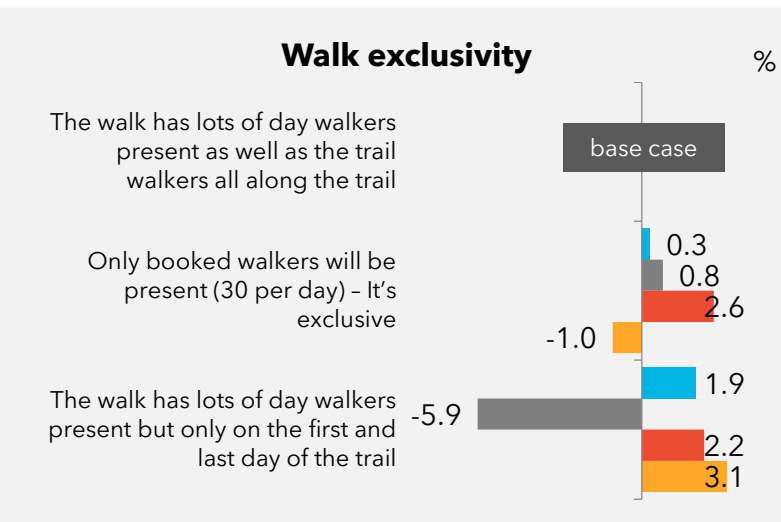 Walk exclusivity
%
The walk has lots of day walkers
present as well as the trail
walkers all along the trail
base case
Only booked walkers will be
present (30 per day) – It's
exclusive
0.3
0.8
2.6
-1.0
The walk has lots of day walkers
present but only on the first and
last day of the trail
1.9
-5.9
2.2
3.1